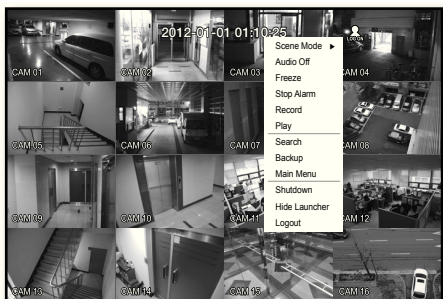 2012-01-01 01:10:25
LOG ON
CAM 01
CAM 02
CAM 03
CAM 04
Scene Mode
Audio Off
Freeze
Stop Alarm
Record
Play
Search
Backup
Main Menu
Shutdown
Hide Launcher
Logout
CAM 05
CAM 06
CAM 07
CAM 08
CAM 09
CAM 10
CAM 11
CAM 12
CAM 13
CAM 14
CAM 15
CAM 16